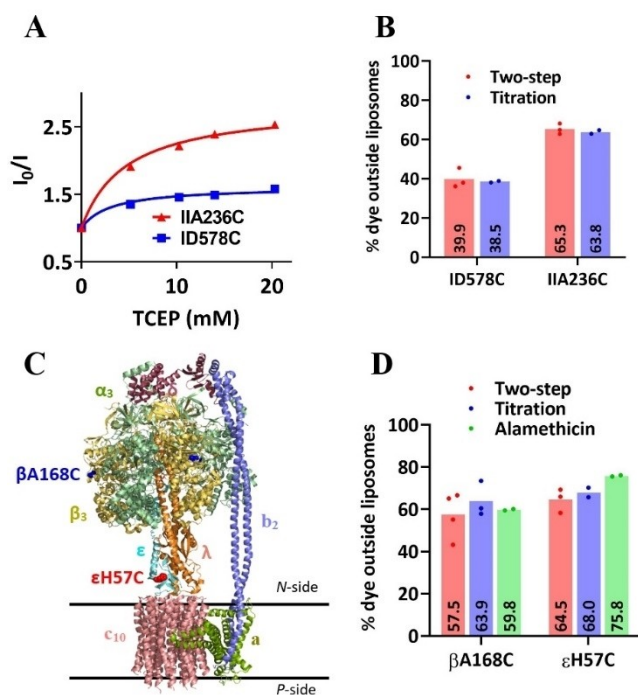 A
I₀/I
2.5
1.5
0.5
0
10
20
TCEP (mM)
IIA236C
ID578C
B
% dye outside liposomes
100
80
60
40
20
0
Two-step
Titration
39.9
38.5
65.3
63.8
ID578C
IIA236C
C
α₃
βA168C
β₃
b₂
ε
λ
εH57C
N-side
c₁₀
a
P-side
D
Two-step
Titration
Alamethicin
% dye outside liposomes
100
80
60
40
20
0
57.5
63.9
59.8
64.5
68.0
75.8
βA168C
εH57C